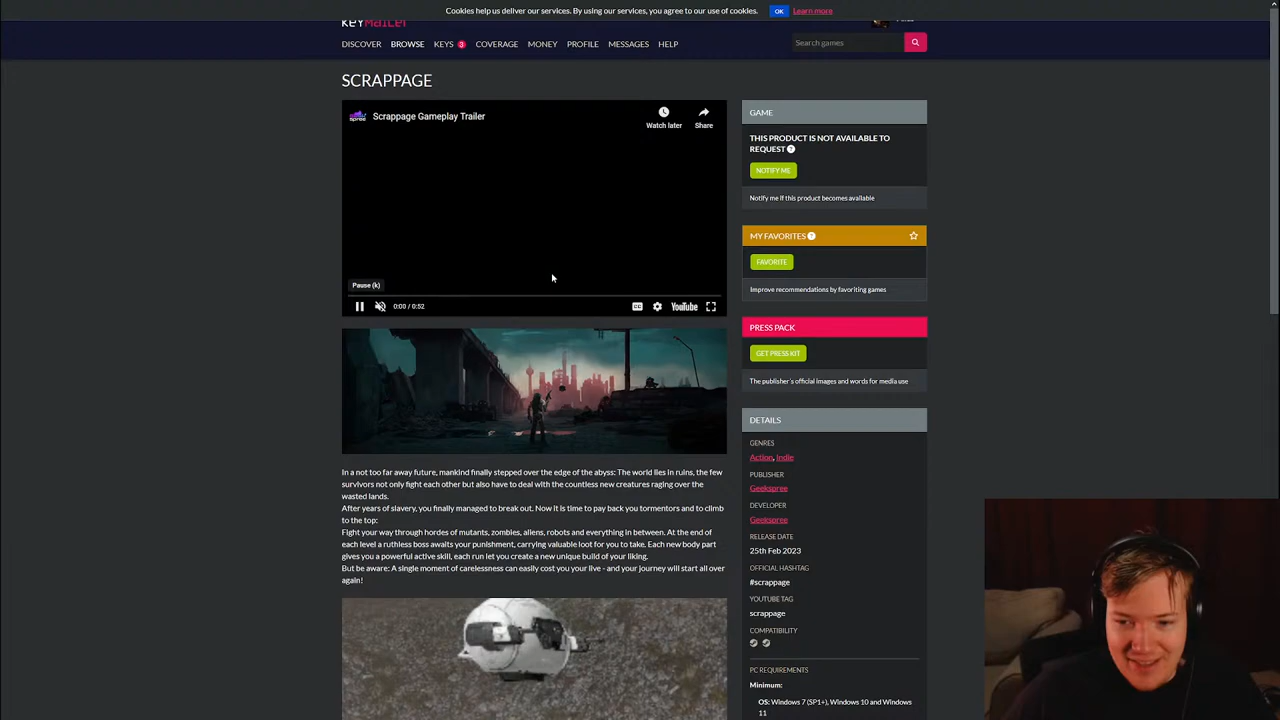 Cookies help us deliver our services. By using our services, you agree to our use of cookies. OK Learn more
KEYMAILER
DISCOVER BROWSE KEYS 3 COVERAGE MONEY PROFILE MESSAGES HELP Search games
SCRAPPAGE
Scrappage Gameplay Trailer
Watch later Share
Pause (k)
0:00 / 0:52 CC YouTube
In a not too far away future, mankind finally stepped over the edge of the abyss: The world lies in ruins, the few
survivors not only fight each other but also have to deal with the countless new creatures raging over the
wasted lands.
After years of slavery, you finally managed to break out. Now it is time to pay back you tormentors and to climb
to the top:
Fight your way through hordes of mutants, zombies, aliens, robots and everything in between. At the end of
each level a ruthless boss awaits your punishment, carrying valuable loot for you to take. Each new body part
gives you a powerful active skill, each run let you create a new unique build of your liking.
But be aware: A single moment of carelessness can easily cost you your live - and your journey will start all over
again!
GAME
THIS PRODUCT IS NOT AVAILABLE TO
REQUEST ?
NOTIFY ME
Notify me if this product becomes available
MY FAVORITES ?
FAVORITE
Improve recommendations by favoriting games
PRESS PACK
GET PRESS KIT
The publisher's official images and words for media use
DETAILS
GENRES
Action, Indie
PUBLISHER
Geekspree
DEVELOPER
Geekspree
RELEASE DATE
25th Feb 2023
OFFICIAL HASHTAG
#scrappage
YOUTUBE TAG
scrappage
COMPATIBILITY
PC REQUIREMENTS
Minimum:
OS: Windows 7 (SP1+), Windows 10 and Windows
11